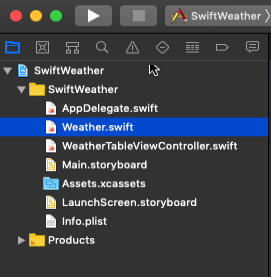 SwiftWeather
SwiftWeather
SwiftWeather
AppDelegate.swift
Weather.swift
WeatherTableViewController.swift
Main.storyboard
Assets.xcassets
LaunchScreen.storyboard
Info.plist
Products